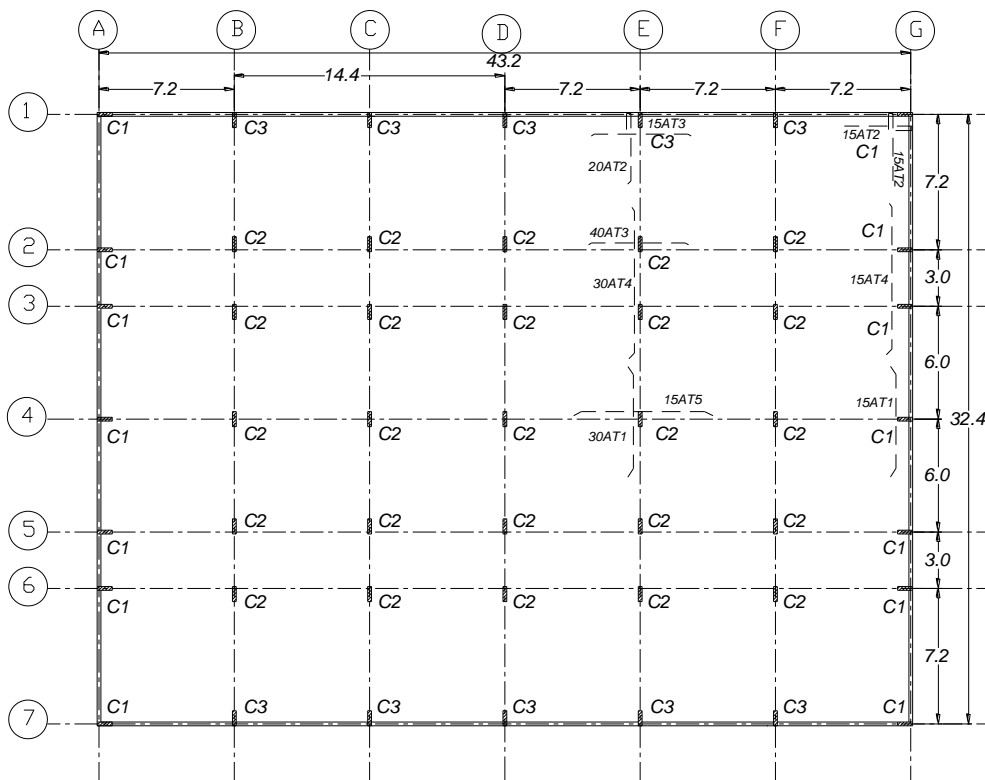 A B C D E F G
43.2
14.4
7.2 7.2 7.2 7.2
1
C1 C3 C3 C3 15AT3 C3 15AT2
C3 C1
20AT2 15AT2 7.2
C2 C2 C2 40AT3 C2 C1
2
C1 C2
30AT4 15AT4 3.0
3
C1 C2 C2 C2 C2 C2 C1
6.0
15AT5 15AT1
4 32.4
C1 C2 C2 C2 30AT1 C2 C2 C1
6.0
C2 C2 C2 C2 C2
5
C1 C1
3.0
6
C1 C2 C2 C2 C2 C2 C1
7.2
C1 C3 C3 C3 C3 C3 C1
7